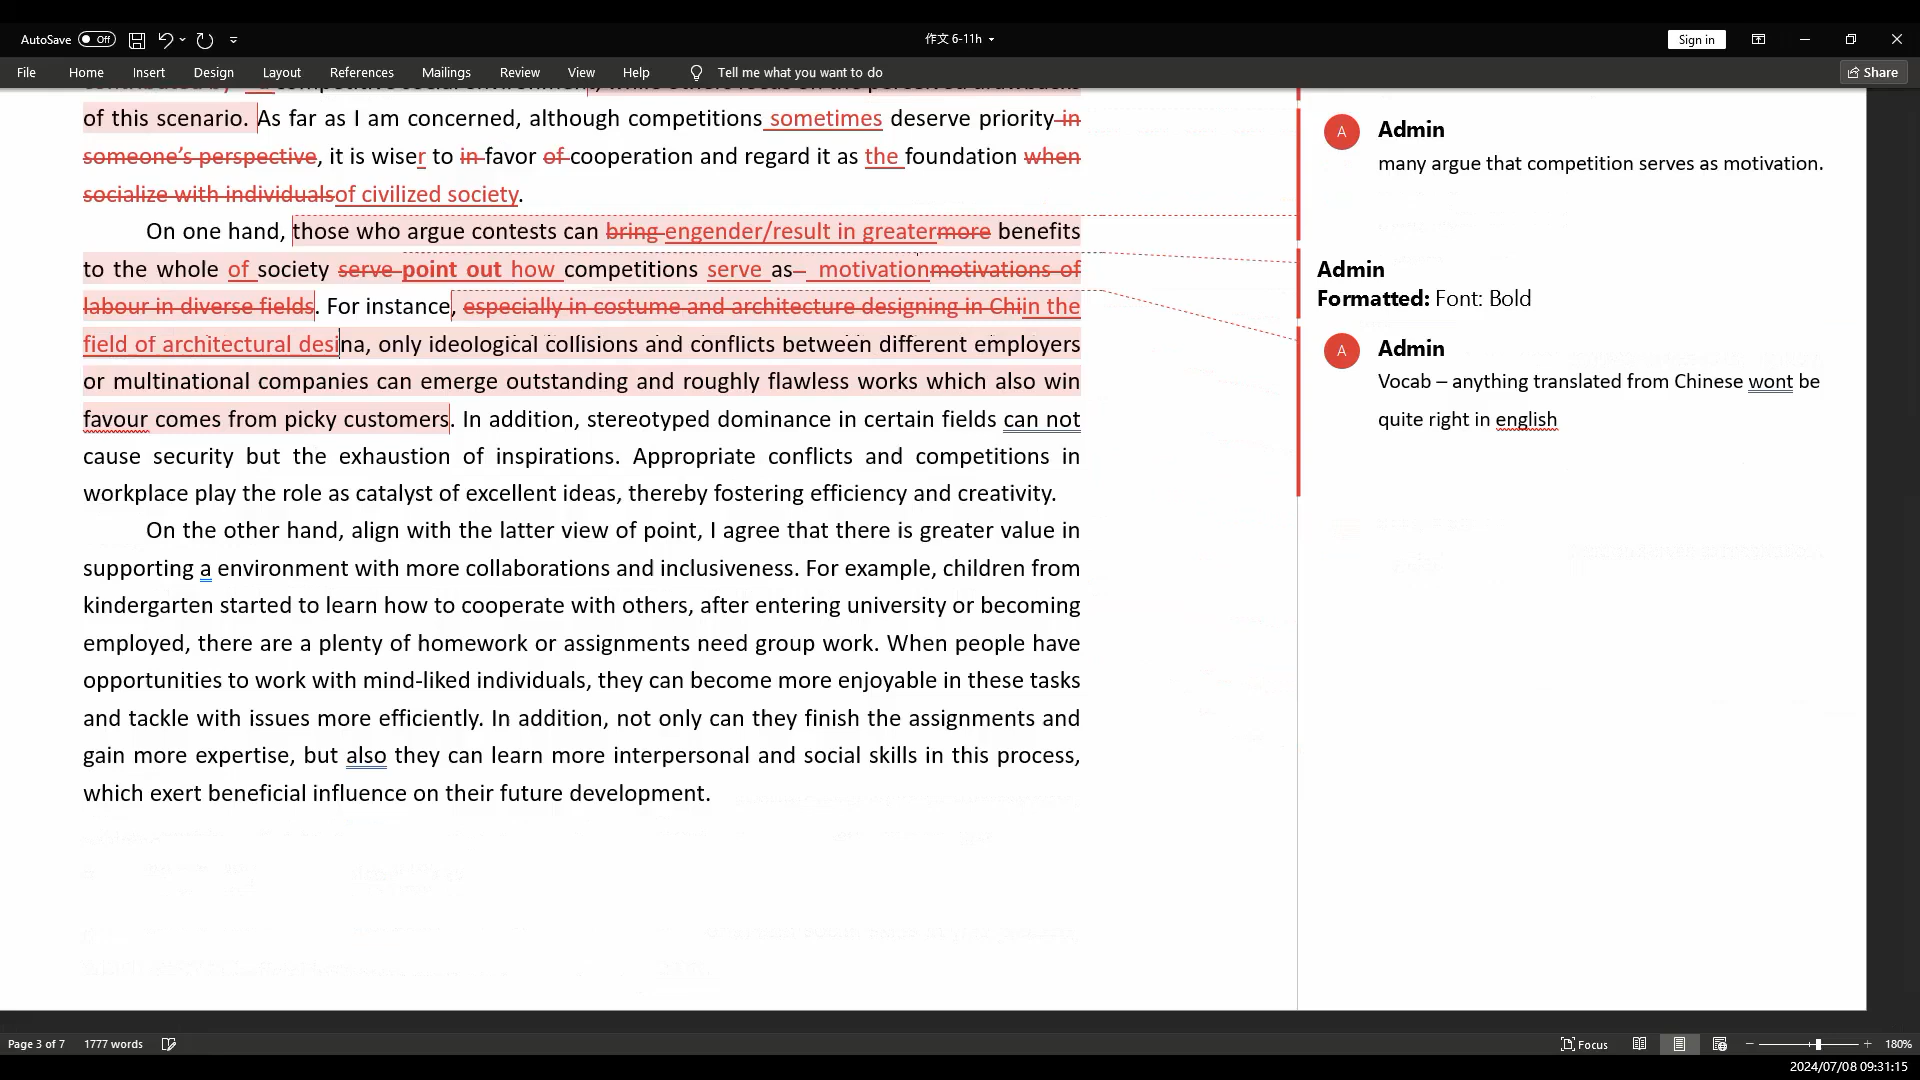 AutoSave Off
作文 6-11h
Sign in
File Home Insert Design Layout References Mailings Review View Help Tell me what you want to do
Share
of this scenario. As far as I am concerned, although competitions sometimes deserve priority in
someone’s perspective, it is wiser to in favor of cooperation and regard it as the foundation when
socialize with individualsof civilized society.
On one hand, those who argue contests can bring engender/result in greatermore benefits
to the whole of society serve point out how competitions serve as motivationmotivations of
labour in diverse fields. For instance, especially in costume and architecture designing in Chiin the
field of architectural desina, only ideological collisions and conflicts between different employers
or multinational companies can emerge outstanding and roughly flawless works which also win
favour comes from picky customers. In addition, stereotyped dominance in certain fields can not
cause security but the exhaustion of inspirations. Appropriate conflicts and competitions in
workplace play the role as catalyst of excellent ideas, thereby fostering efficiency and creativity.
On the other hand, align with the latter view of point, I agree that there is greater value in
supporting a environment with more collaborations and inclusiveness. For example, children from
kindergarten started to learn how to cooperate with others, after entering university or becoming
employed, there are a plenty of homework or assignments need group work. When people have
opportunities to work with mind-liked individuals, they can become more enjoyable in these tasks
and tackle with issues more efficiently. In addition, not only can they finish the assignments and
gain more expertise, but also they can learn more interpersonal and social skills in this process,
which exert beneficial influence on their future development.
A Admin
many argue that competition serves as motivation.
Admin
Formatted: Font: Bold
A Admin
Vocab – anything translated from Chinese wont be
quite right in english
Page 3 of 7 1777 words
Focus
180%
2024/07/08 09:31:15